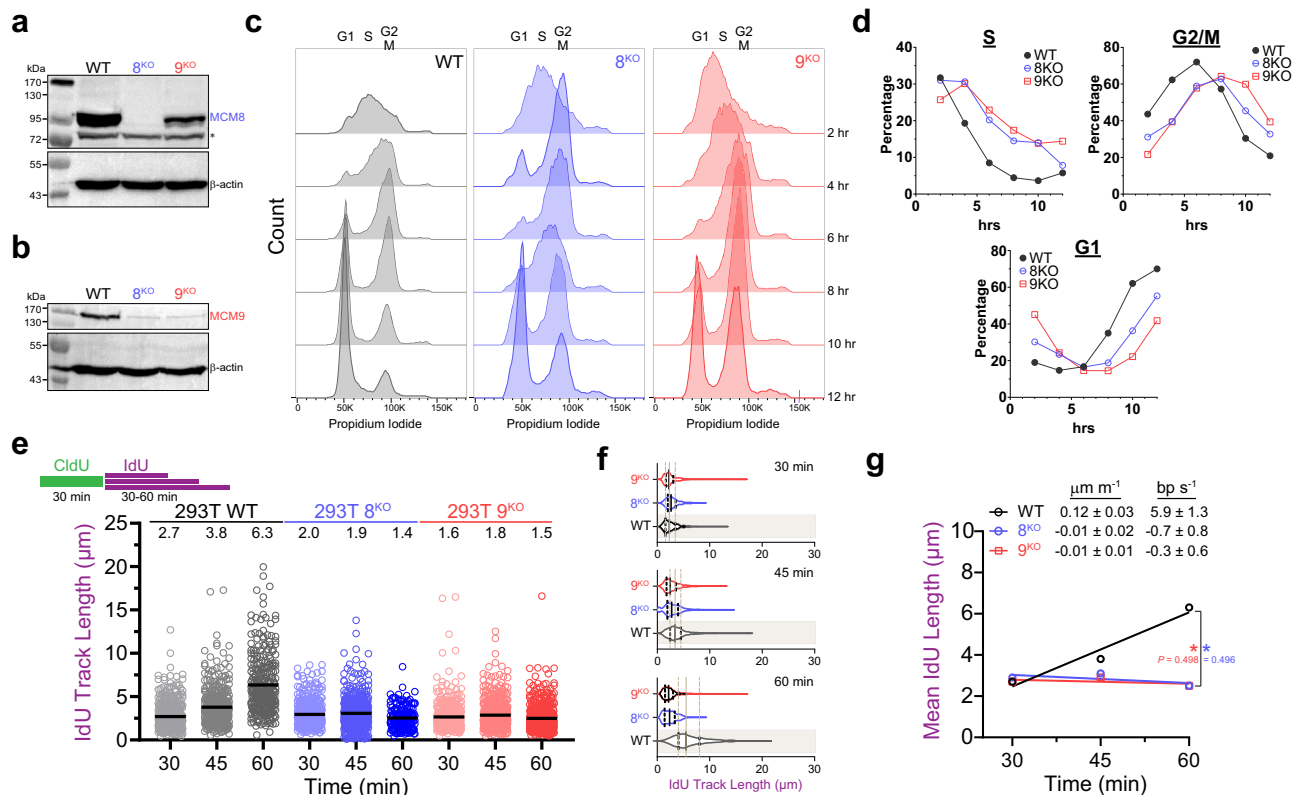 a
kDa WT 8KO 9KO
170
130
95 MCM8
72 *
55
β-actin
43
b
kDa WT 8KO 9KO
170
130 MCM9
55
β-actin
43
c
G1 S G2 M G1 S G2 M G1 S G2 M
WT 8KO 9KO
2 hr
4 hr
6 hr
8 hr
10 hr
12 hr
Count
50K 100K 150K 50K 100K 150K 50K 100K 150K
Propidium Iodide Propidium Iodide Propidium Iodide
d
S
WT
8KO
9KO
Percentage
40
30
20
10
0
0 5 10
hrs
G2/M
WT
8KO
9KO
Percentage
80
60
40
20
0
0 5 10
hrs
G1
WT
8KO
9KO
Percentage
80
60
40
20
0
0 5 10
hrs
e
CldU IdU
30 min 30-60 min
293T WT 293T 8KO 293T 9KO
2.7 3.8 6.3 2.0 1.9 1.4 1.6 1.8 1.5
IdU Track Length (µm)
25
20
15
10
5
0
30 45 60 30 45 60 30 45 60
Time (min)
f
30 min
9KO
8KO
WT
0 10 20 30
45 min
9KO
8KO
WT
0 10 20 30
60 min
9KO
8KO
WT
0 10 20 30
IdU Track Length (µm)
g
µm m-1 bp s-1
WT 0.12 ± 0.03 5.9 ± 1.3
8KO -0.01 ± 0.02 -0.7 ± 0.8
9KO -0.01 ± 0.01 -0.3 ± 0.6
Mean IdU Length (µm)
10
8
6
4
2
0
* *
P = 0.498 = 0.496
30 45 60
Time (min)